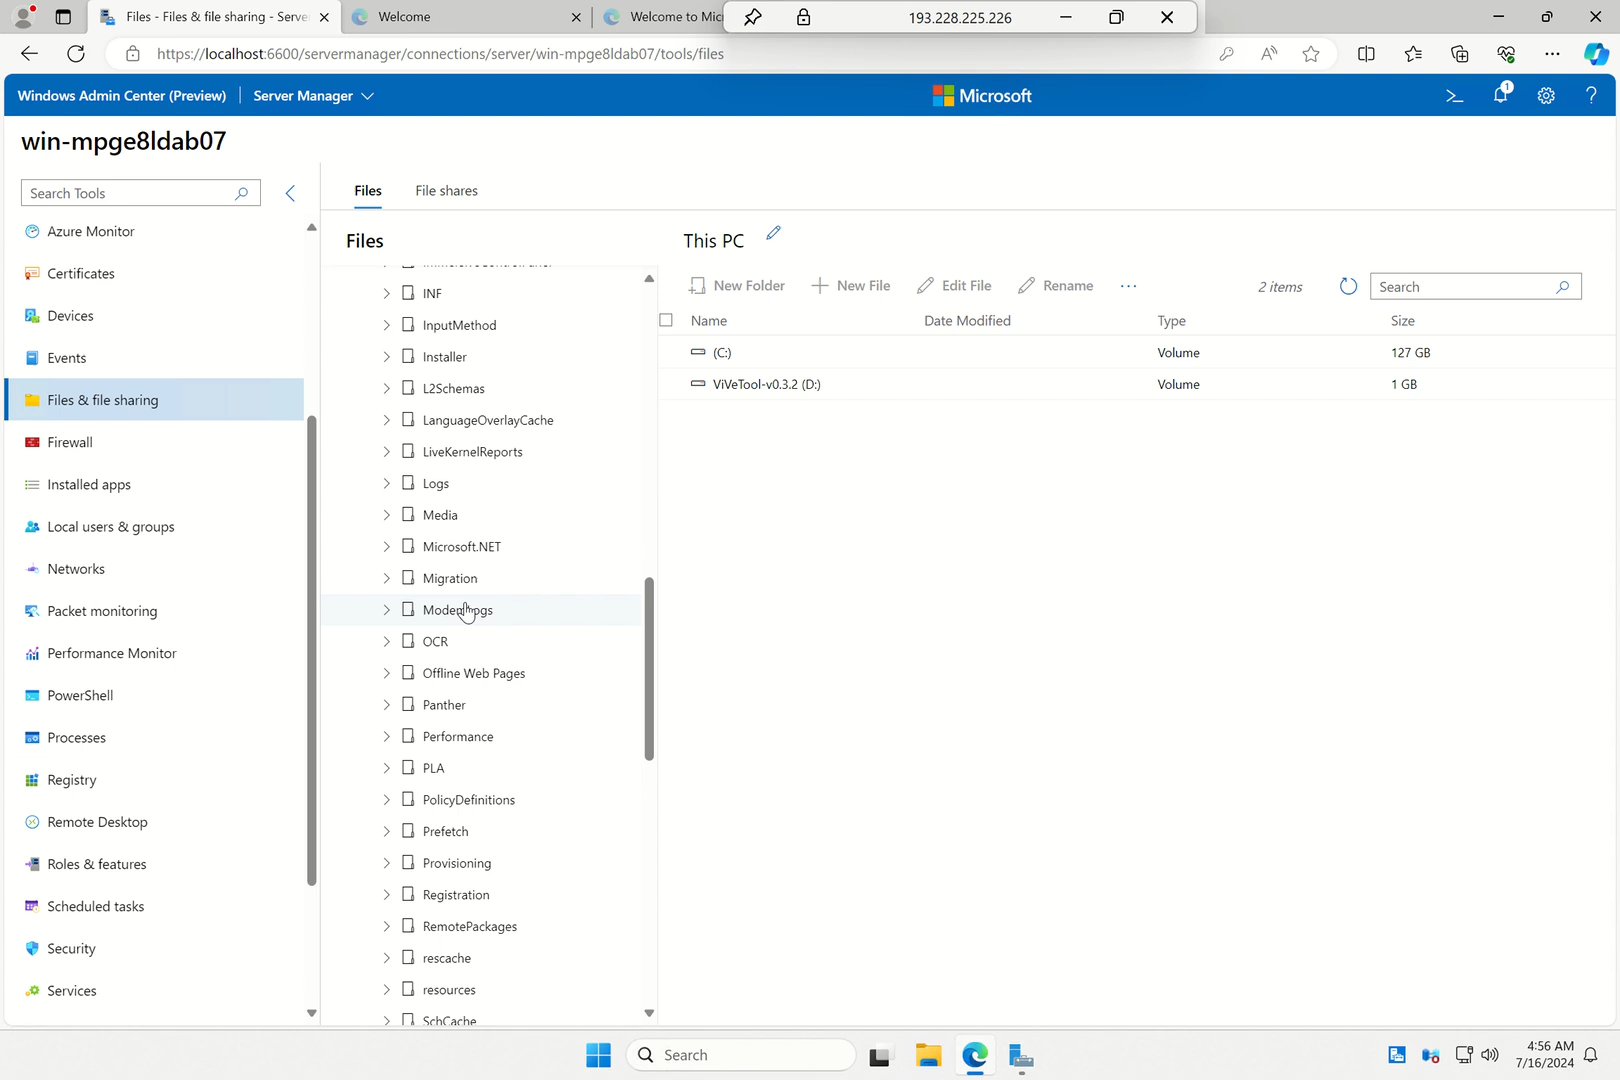 Files - Files & file sharing - Serve
Welcome
Welcome to Mic
193.228.225.226
https://localhost:6600/servermanager/connections/server/win-mpge8ldab07/tools/files
Windows Admin Center (Preview)
Server Manager
Microsoft
1
win-mpge8ldab07
Search Tools
Azure Monitor
Certificates
Devices
Events
Files & file sharing
Firewall
Installed apps
Local users & groups
Networks
Packet monitoring
Performance Monitor
PowerShell
Processes
Registry
Remote Desktop
Roles & features
Scheduled tasks
Security
Services
Files
File shares
Files
INF
InputMethod
Installer
L2Schemas
LanguageOverlayCache
LiveKernelReports
Logs
Media
Microsoft.NET
Migration
OCR
Offline Web Pages
Panther
Performance
PLA
PolicyDefinitions
Prefetch
Provisioning
Registration
RemotePackages
rescache
resources
SchCache
This PC
New Folder
New File
Edit File
Rename
2 items
Search
Name
Date Modified
Type
Size
(C:)
Volume
127 GB
ViVeTool-v0.3.2 (D:)
Volume
1 GB
Search
4:56 AM
7/16/2024